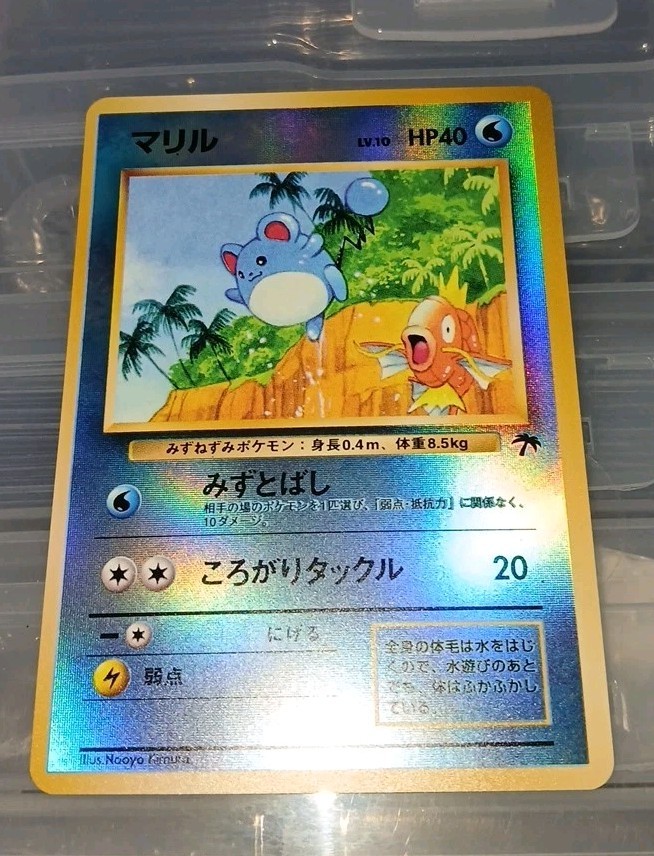 マリル LV.10 HP40
みずねずみポケモン：身長0.4m、体重8.5kg
みずとばし
相手の場のポケモンを1匹選び、「弱点・抵抗力」に関係なく、
10ダメージ。
ころがりタックル 20
にげる
弱点
全身の体毛は水をはじ
くので、水遊びのあと
でも、体はふかふかし
ている。
Illus. Naoyo Kimura